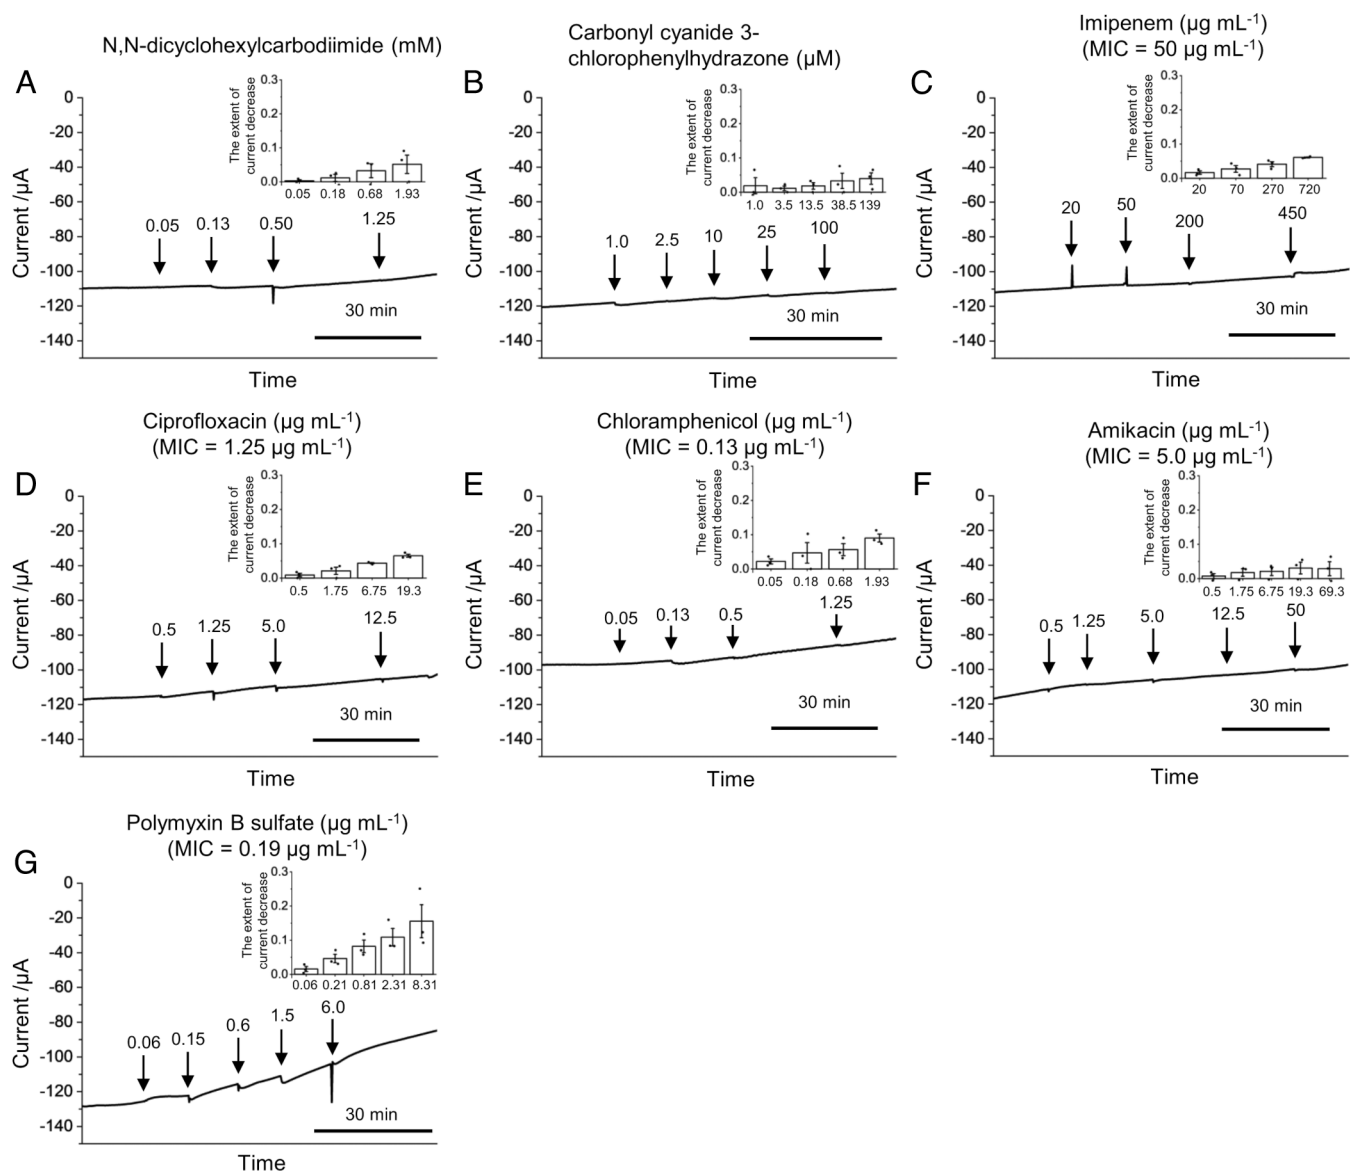 N,N-dicyclohexylcarbodiimide (mM)
A
The extent of
current decrease
0.3
0.2
0.1
0.0
0.05 0.18 0.68 1.93
0
-20
-40
-60
-80
-100
-120
-140
Current /µA
0.05 0.13 0.50 1.25
30 min
Time
Carbonyl cyanide 3-
chlorophenylhydrazone (µM)
B
The extent of
current decrease
0.3
0.2
0.1
0.0
1.0 3.5 13.5 38.5 139
0
-20
-40
-60
-80
-100
-120
-140
Current /µA
1.0 2.5 10 25 100
30 min
Time
Imipenem (µg mL-1)
(MIC = 50 µg mL-1)
C
The extent of
current decrease
0.3
0.2
0.1
0.0
20 70 270 720
0
-20
-40
-60
-80
-100
-120
-140
Current /µA
20 50 200 450
30 min
Time
Ciprofloxacin (µg mL-1)
(MIC = 1.25 µg mL-1)
D
The extent of
current decrease
0.3
0.2
0.1
0.0
0.5 1.75 6.75 19.3
0
-20
-40
-60
-80
-100
-120
-140
Current /µA
0.5 1.25 5.0 12.5
30 min
Time
Chloramphenicol (µg mL-1)
(MIC = 0.13 µg mL-1)
E
The extent of
current decrease
0.3
0.2
0.1
0.0
0.05 0.18 0.68 1.93
0
-20
-40
-60
-80
-100
-120
-140
Current /µA
0.05 0.13 0.5 1.25
30 min
Time
Amikacin (µg mL-1)
(MIC = 5.0 µg mL-1)
F
The extent of
current decrease
0.3
0.2
0.1
0.0
0.5 1.75 6.75 19.3 69.3
0
-20
-40
-60
-80
-100
-120
-140
Current /µA
0.5 1.25 5.0 12.5 50
30 min
Time
Polymyxin B sulfate (µg mL-1)
(MIC = 0.19 µg mL-1)
G
The extent of
current decrease
0.3
0.2
0.1
0.0
0.06 0.21 0.81 2.31 8.31
0
-20
-40
-60
-80
-100
-120
-140
Current /µA
0.06 0.15 0.6 1.5 6.0
30 min
Time